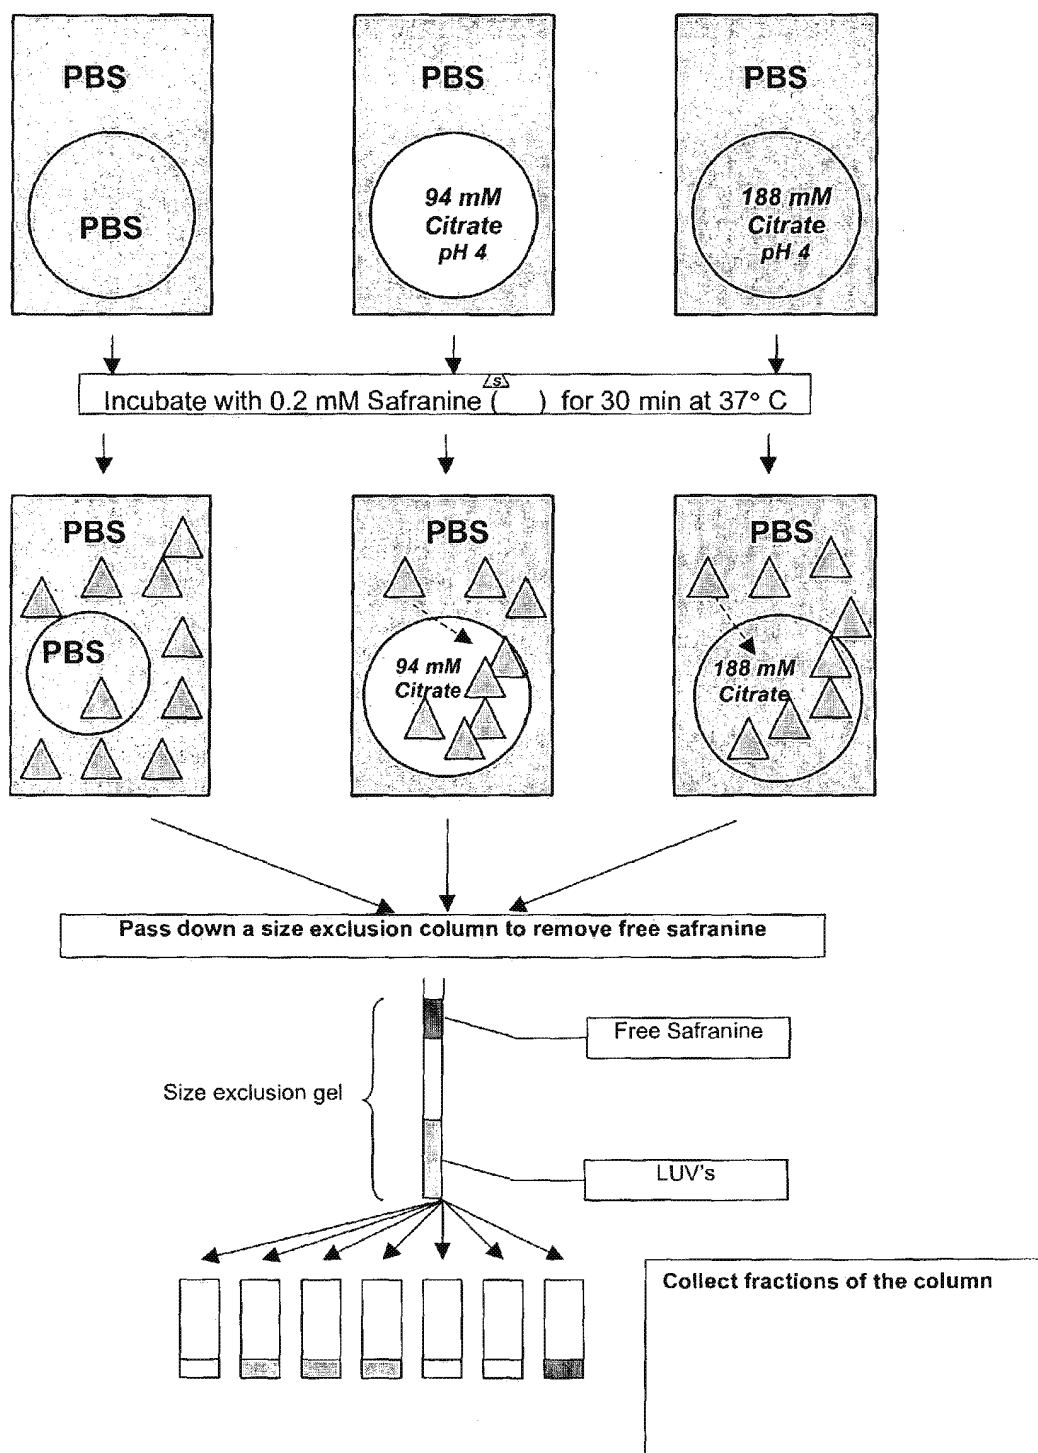 PBS
PBS
94 mM
Citrate
pH 4
PBS
188 mM
Citrate
pH 4
PBS
S
Incubate with 0.2 mM Safranine ( ) for 30 min at 37° C
PBS
PBS
PBS
94 mM
Citrate
PBS
188 mM
Citrate
Pass down a size exclusion column to remove free safranine
Free Safranine
Size exclusion gel
LUV's
Collect fractions of the column